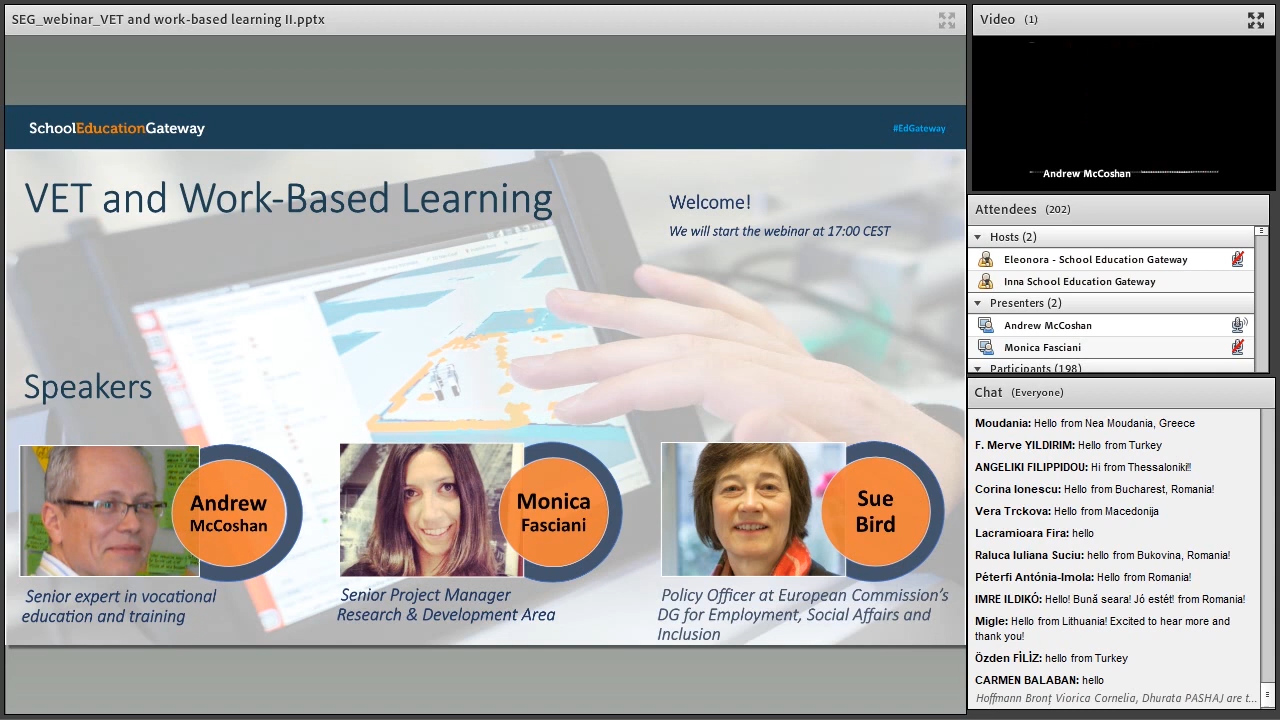 SEG_webinar_VET and work-based learning II.pptx
SchoolEducationGateway
#EdGateway
VET and Work-Based Learning
Welcome!
We will start the webinar at 17:00 CEST
Speakers
Andrew
McCoshan
Monica
Fasciani
Sue
Bird
Senior expert in vocational
education and training
Senior Project Manager
Research & Development Area
Policy Officer at European Commission's
DG for Employment, Social Affairs and
Inclusion
Video (1)
Andrew McCoshan
Attendees (202)
Hosts (2)
Eleonora - School Education Gateway
Inna School Education Gateway
Presenters (2)
Andrew McCoshan
Monica Fasciani
Participants (198)
Chat (Everyone)
Moudania: Hello from Nea Moudania, Greece
F. Merve YILDIRIM: Hello from Turkey
ANGELIKI FILIPPIDOU: Hi from Thessaloniki!
Corina Ionescu: Hello from Bucharest, Romania!
Vera Trckova: Hello from Macedonija
Lacramioara Fira: hello
Raluca Iuliana Suciu: hello from Bukovina, Romania!
Péterfi Antónia-Imola: Hello from Romania!
IMRE ILDIKÓ: Hello! Bună seara! Jó estét! from Romania!
Migle: Hello from Lithuania! Excited to hear more and
thank you!
Özden FİLİZ: hello from Turkey
CARMEN BALABAN: hello
Hoffmann Bronț Viorica Cornelia, Dhurata PASHAJ are t...